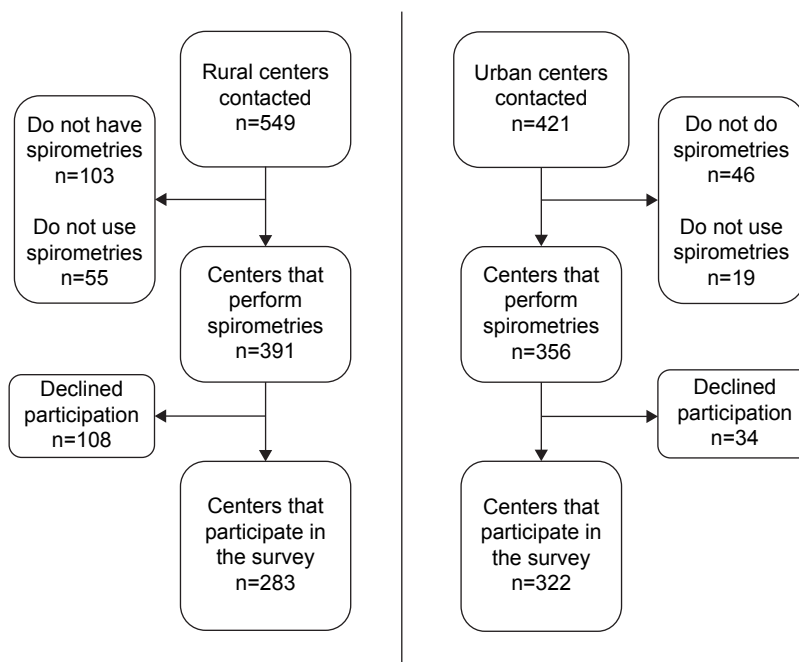 Rural centers
contacted
n=549
Do not have
spirometries
n=103
Do not use
spirometries
n=55
Centers that
perform
spirometries
n=391
Declined
participation
n=108
Centers that
participate in
the survey
n=283
Urban centers
contacted
n=421
Do not do
spirometries
n=46
Do not use
spirometries
n=19
Centers that
perform
spirometries
n=356
Declined
participation
n=34
Centers that
participate in
the survey
n=322